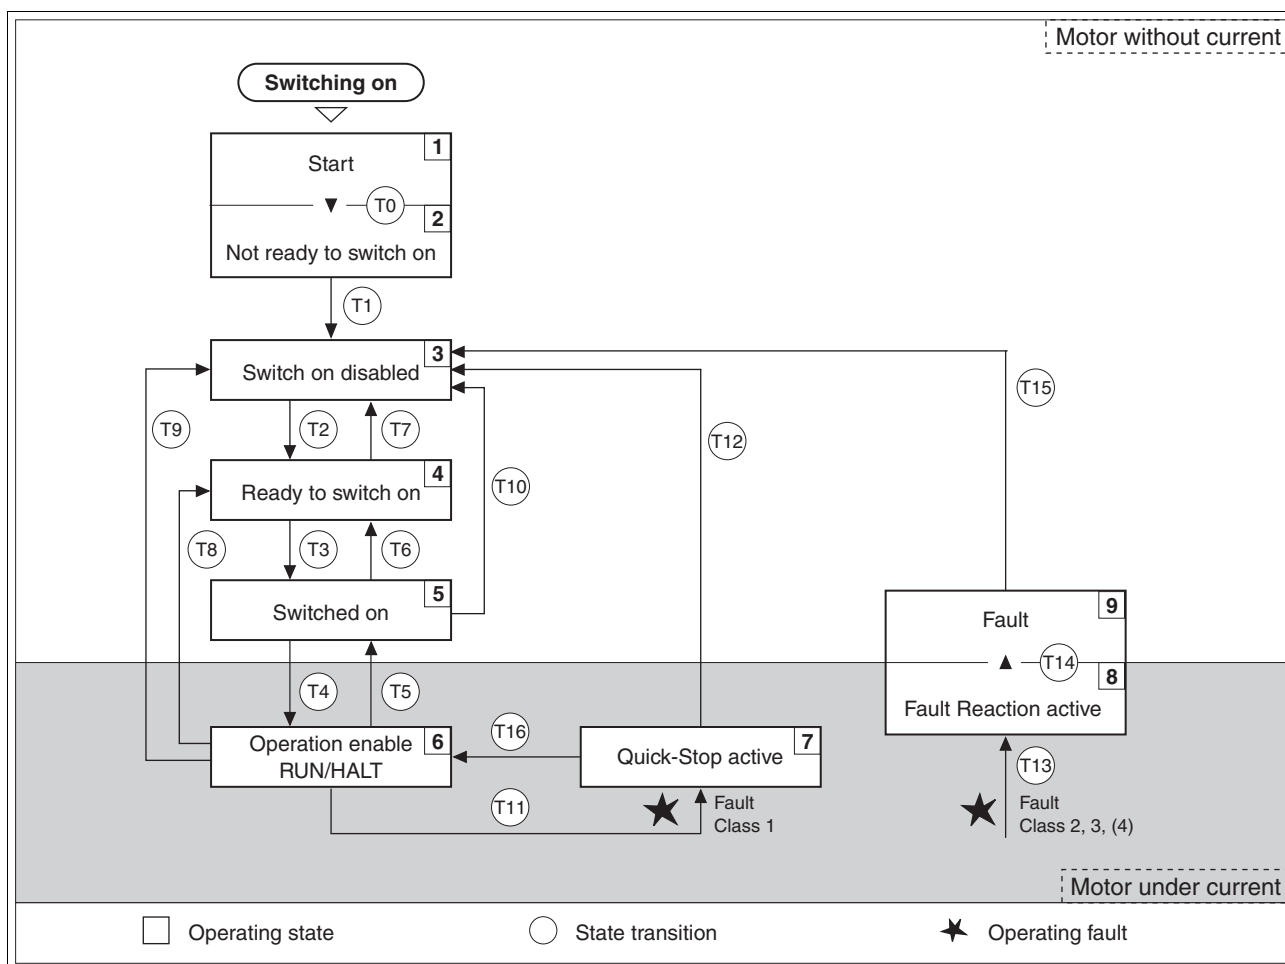 Motor without current
Switching on
1
Start
T0
2
Not ready to switch on
T1
3
Switch on disabled
T15
T9
T2
T7
T12
4
Ready to switch on
T10
T8
T3
T6
5
Switched on
9
Fault
T14
8
Fault Reaction active
T4
T5
6
Operation enable
RUN/HALT
T16
7
Quick-Stop active
T13
T11
Fault
Class 1
Fault
Class 2, 3, (4)
Motor under current
Operating state
State transition
Operating fault